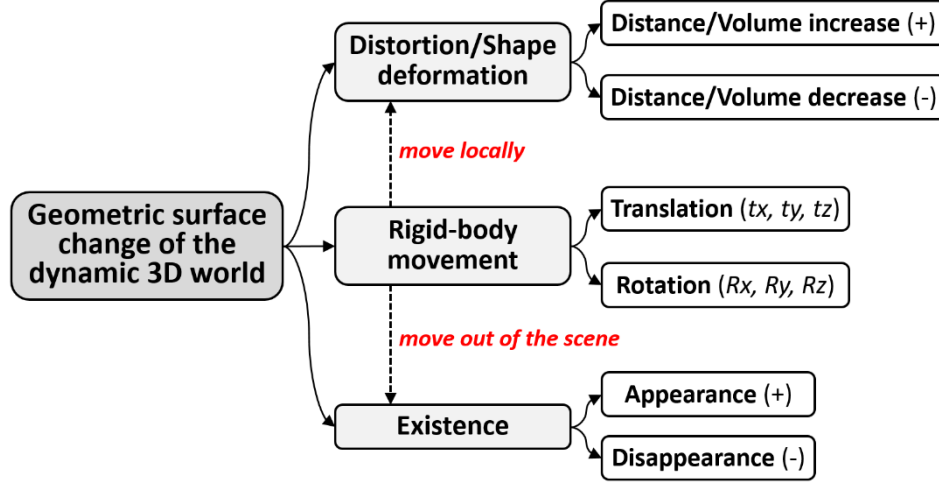 Distortion/Shape
deformation
Distance/Volume increase (+)
Distance/Volume decrease (-)
move locally
Geometric surface
change of the
dynamic 3D world
Rigid-body
movement
Translation (tx, ty, tz)
Rotation (Rx, Ry, Rz)
move out of the scene
Existence
Appearance (+)
Disappearance (-)